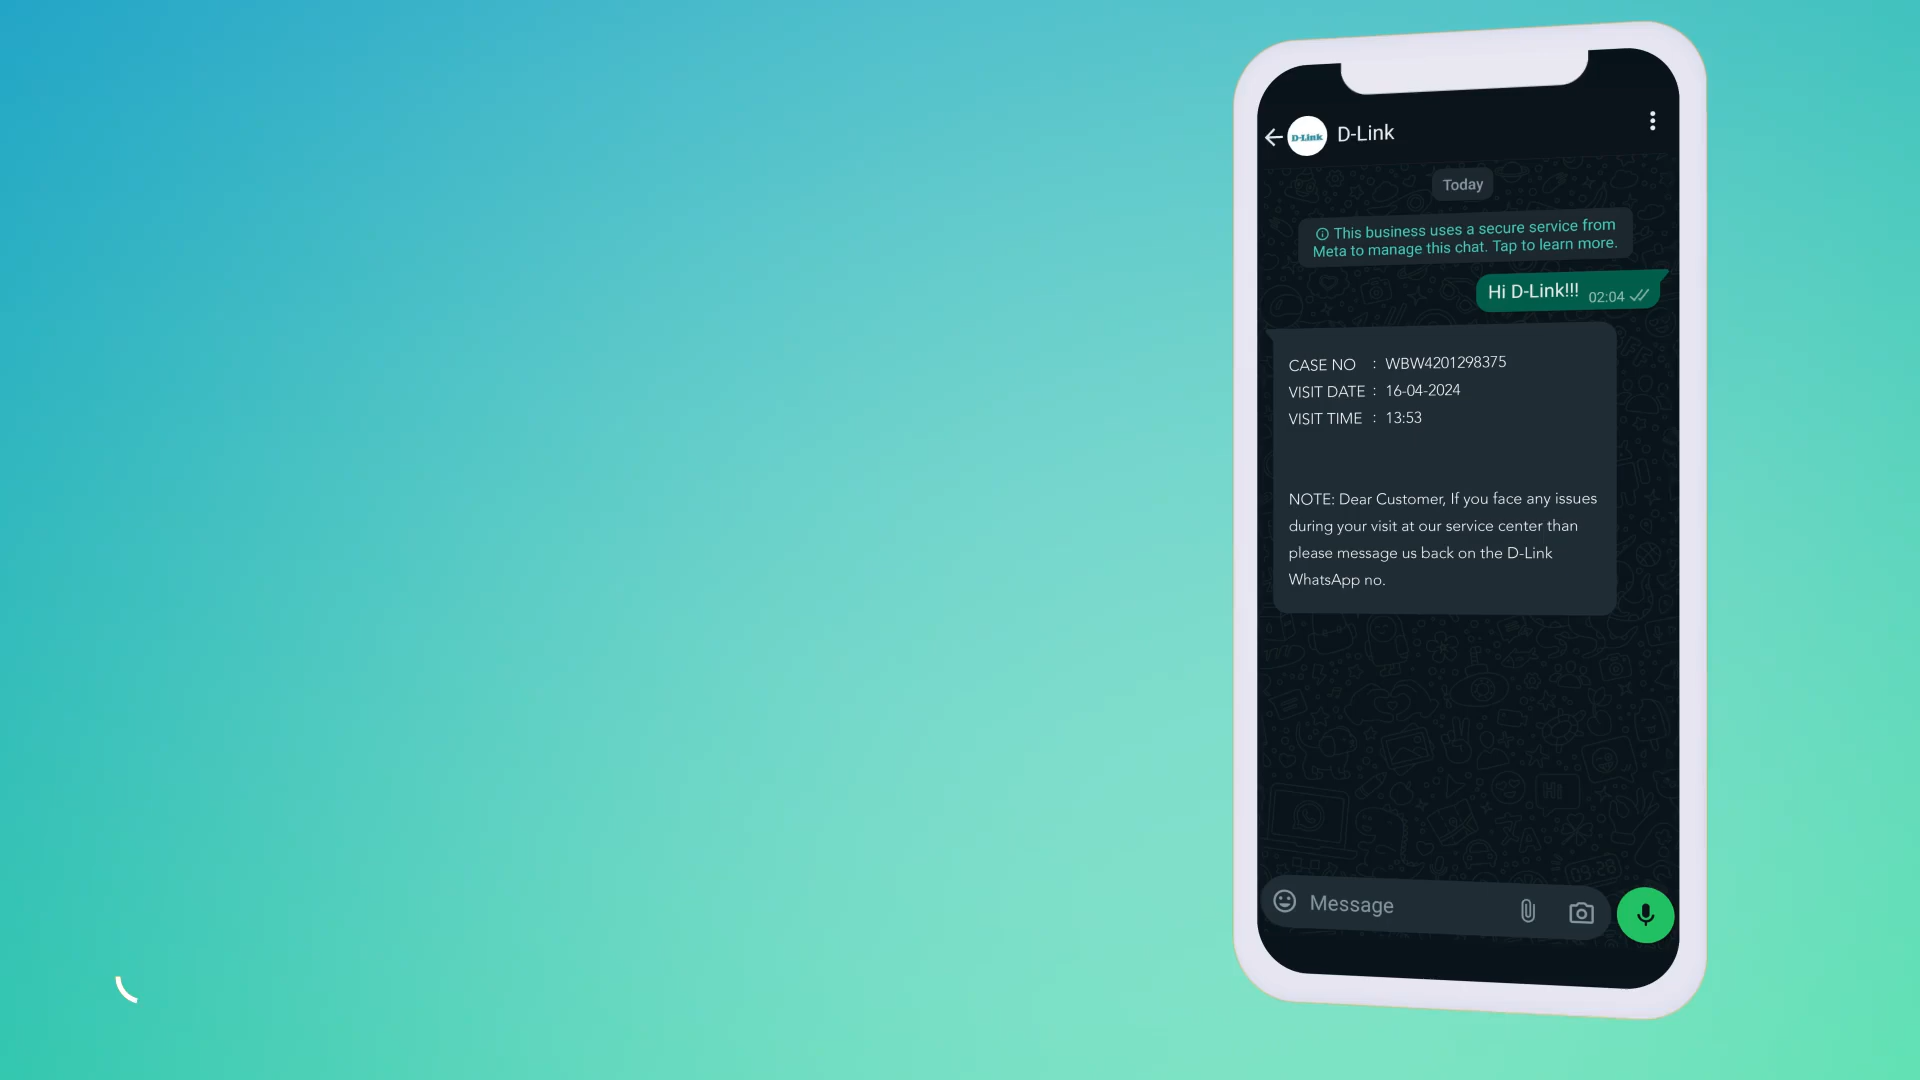 D-Link
D-Link
Today
This business uses a secure service from
Meta to manage this chat. Tap to learn more.
Hi D-Link!!! 02:04
CASE NO : WBW4201298375
VISIT DATE : 16-04-2024
VISIT TIME : 13:53
NOTE: Dear Customer, If you face any issues
during your visit at our service center than
please message us back on the D-Link
WhatsApp no.
HI
09:28
Message